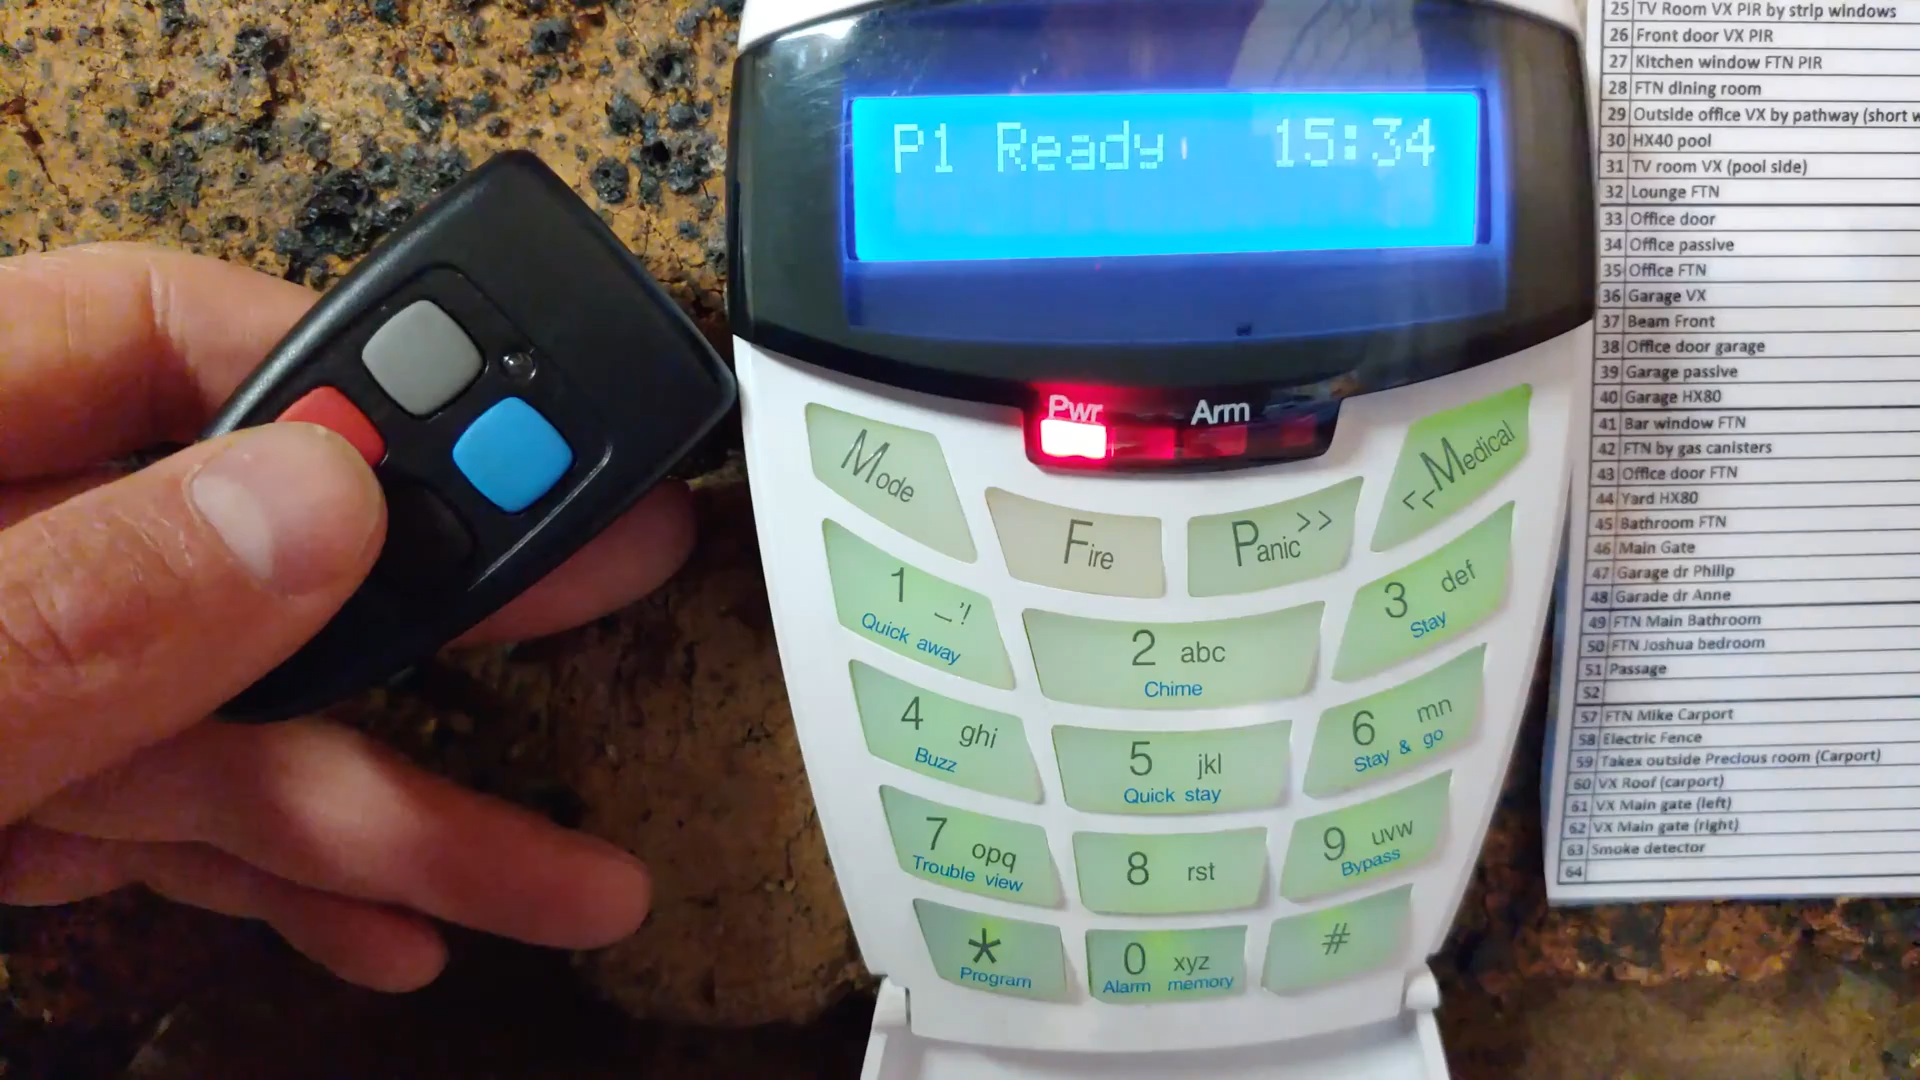 P1 Ready 15:34
Pwr Arm
Mode
Fire
Panic >>
<<Medical
1 _'!
Quick away
2 abc
Chime
3 def
Stay
4 ghi
Buzz
5 jkl
Quick stay
6 mn
Stay & go
7 opq
Trouble view
8 rst
9 uvw
Bypass
*
Program
0 xyz
Alarm memory
#
25 TV Room VX PIR by strip windows
26 Front door VX PIR
27 Kitchen window FTN PIR
28 FTN dining room
29 Outside office VX by pathway (short
30 HX40 pool
31 TV room VX (pool side)
32 Lounge FTN
33 Office door
34 Office passive
35 Office FTN
36 Garage VX
37 Beam Front
38 Office door garage
39 Garage passive
40 Garage HX80
41 Bar window FTN
42 FTN by gas canisters
43 Office door FTN
44 Yard HX80
45 Bathroom FTN
46 Main Gate
47 Garage dr Philip
48 Garade dr Anne
49 FTN Main Bathroom
50 FTN Joshua bedroom
51 Passage
52
57 FTN Mike Carport
58 Electric Fence
59 Takex outside Precious room (Carport)
60 VX Roof (carport)
61 VX Main gate (left)
62 VX Main gate (right)
63 Smoke detector
64